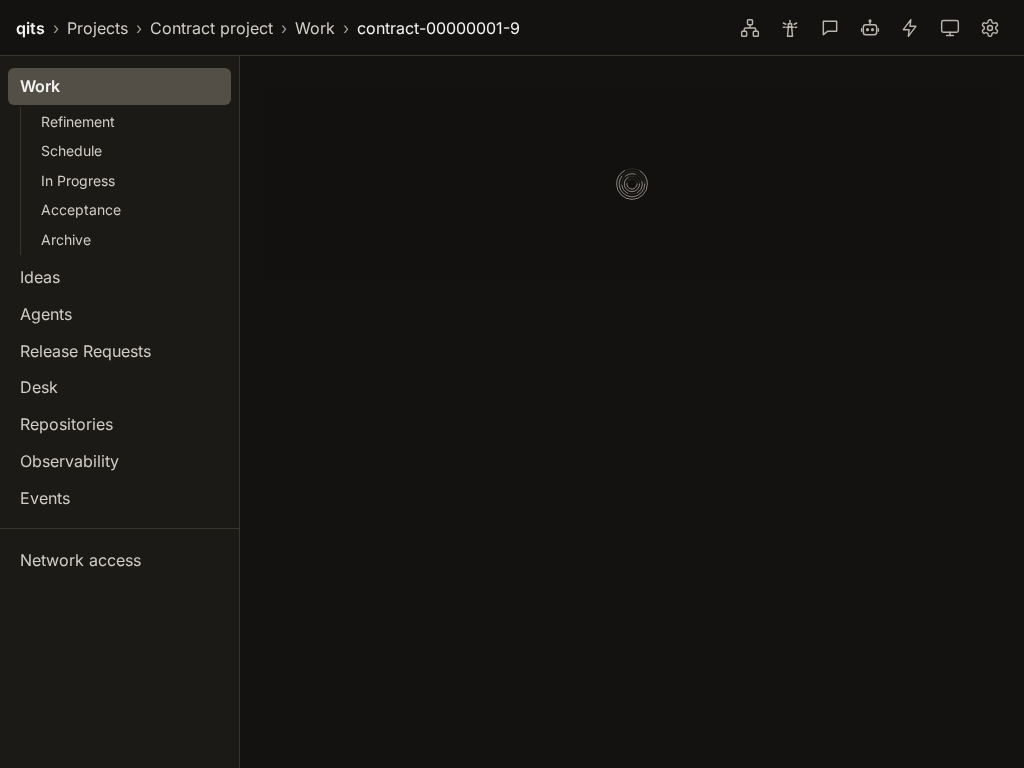 qits › Projects › Contract project › Work › contract-00000001-9
Work
Refinement
Schedule
In Progress
Acceptance
Archive
Ideas
Agents
Release Requests
Desk
Repositories
Observability
Events
Network access